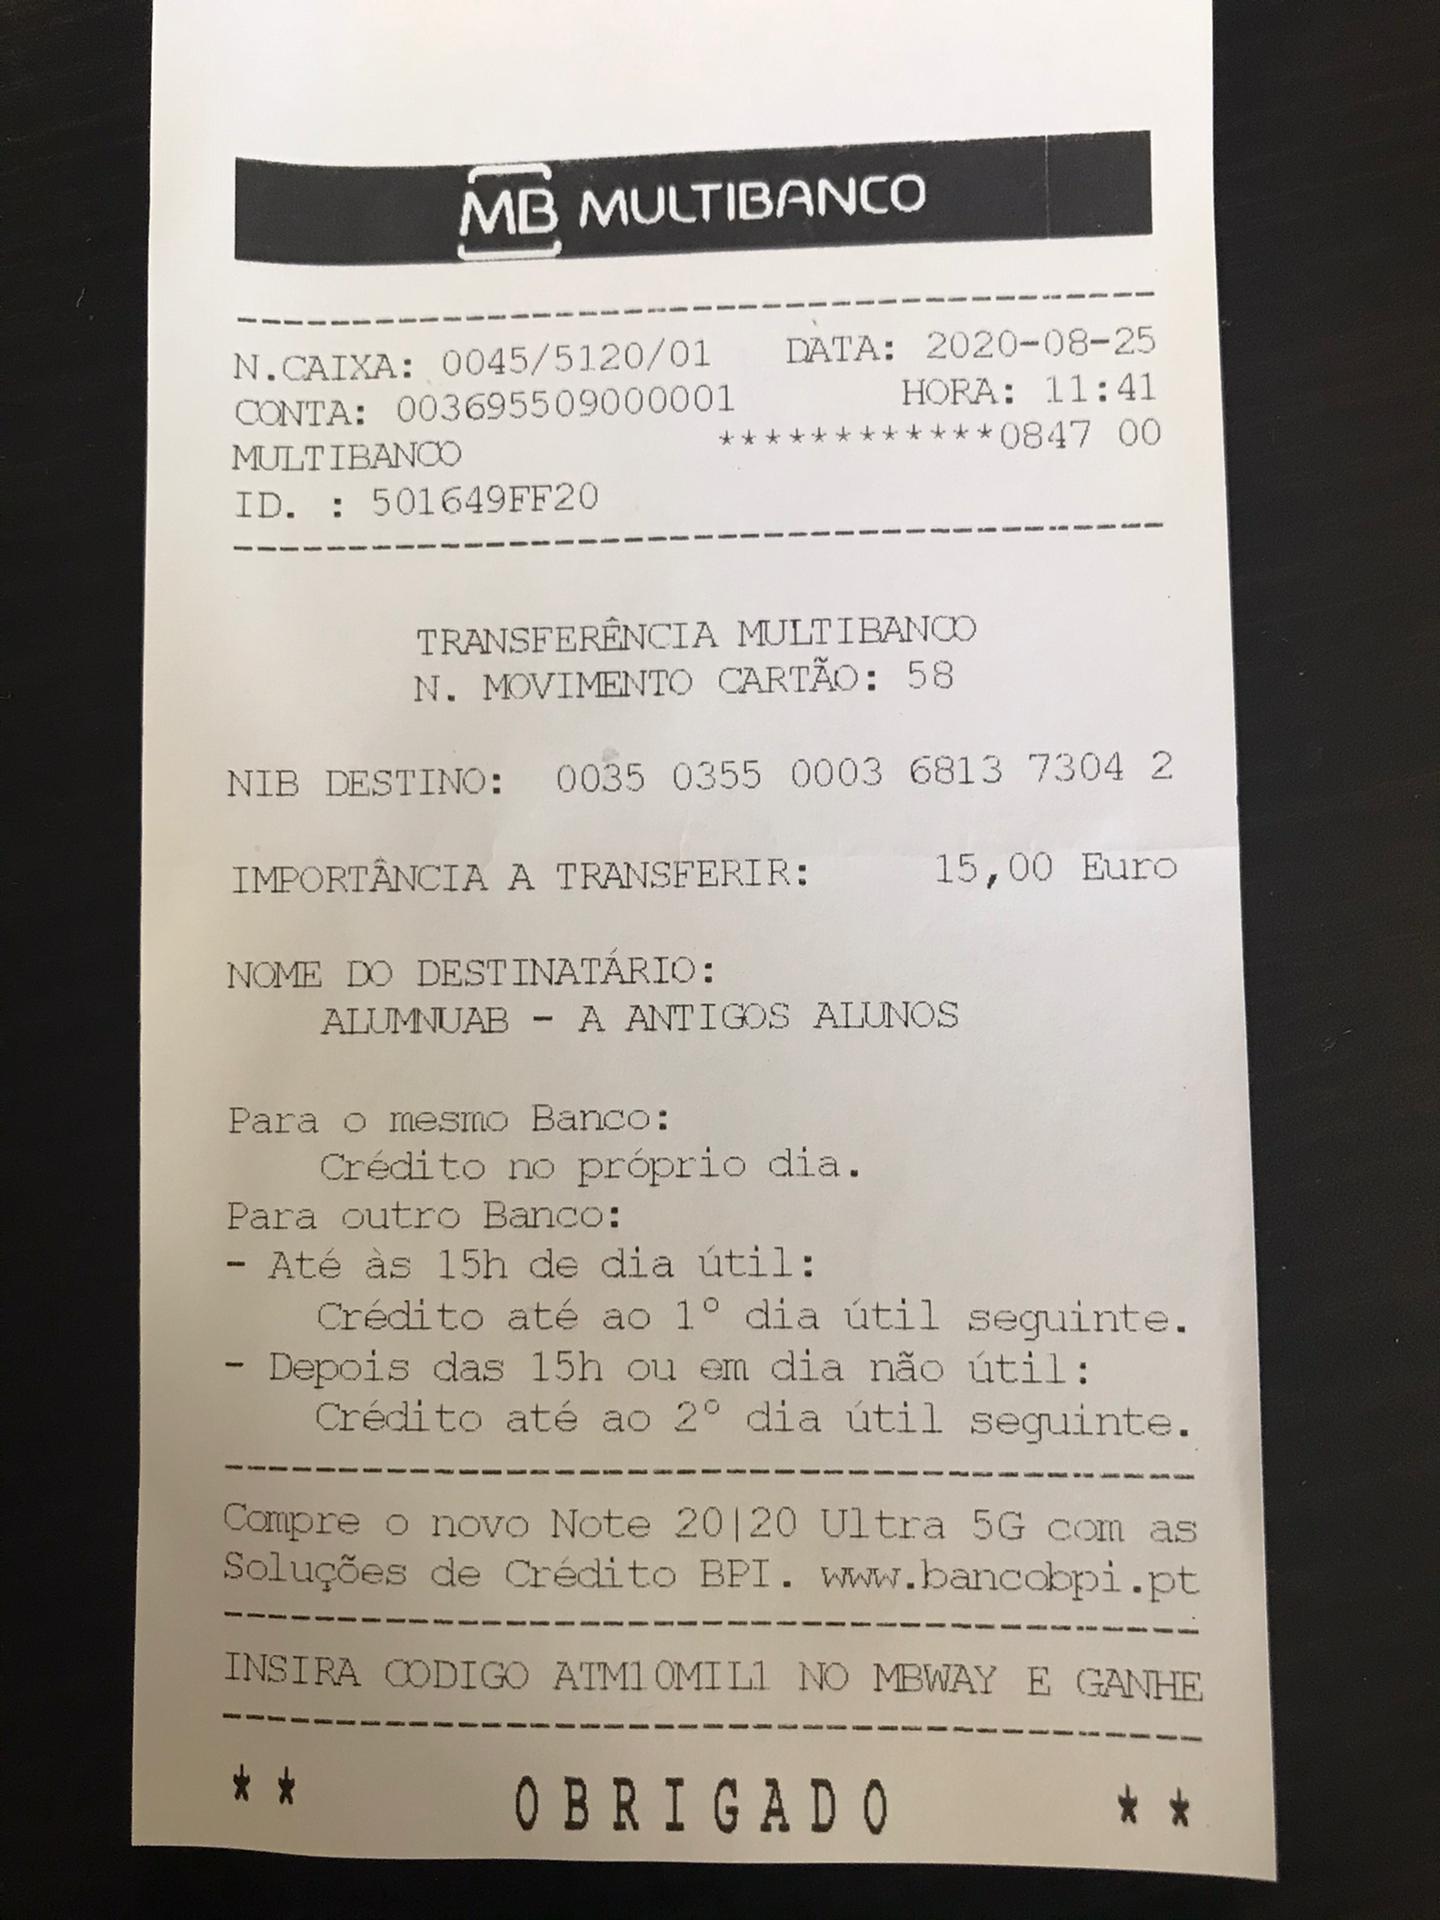 MB MULTIBANCO
N.CAIXA: 0045/5120/01 DATA: 2020-08-25
CONTA: 003695509000001 HORA: 11:41
MULTIBANCO ************0847 00
ID. : 501649FF20
TRANSFERÊNCIA MULTIBANCO
N. MOVIMENTO CARTÃO: 58
NIB DESTINO: 0035 0355 0003 6813 7304 2
IMPORTÂNCIA A TRANSFERIR: 15,00 Euro
NOME DO DESTINATÁRIO:
ALUMNUAB - A ANTIGOS ALUNOS
Para o mesmo Banco:
Crédito no próprio dia.
Para outro Banco:
- Até às 15h de dia útil:
Crédito até ao 1º dia útil seguinte.
- Depois das 15h ou em dia não útil:
Crédito até ao 2º dia útil seguinte.
Compre o novo Note 20|20 Ultra 5G com as
Soluções de Crédito BPI. www.bancobpi.pt
INSIRA CODIGO ATM10MIL1 NO MBWAY E GANHE
** OBRIGADO **